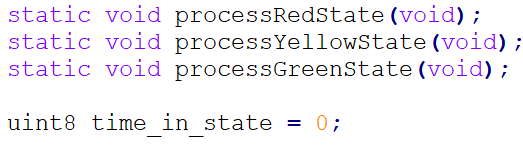 static void processRedState(void);
static void processYellowState(void);
static void processGreenState(void);
uint8 time_in_state = 0;